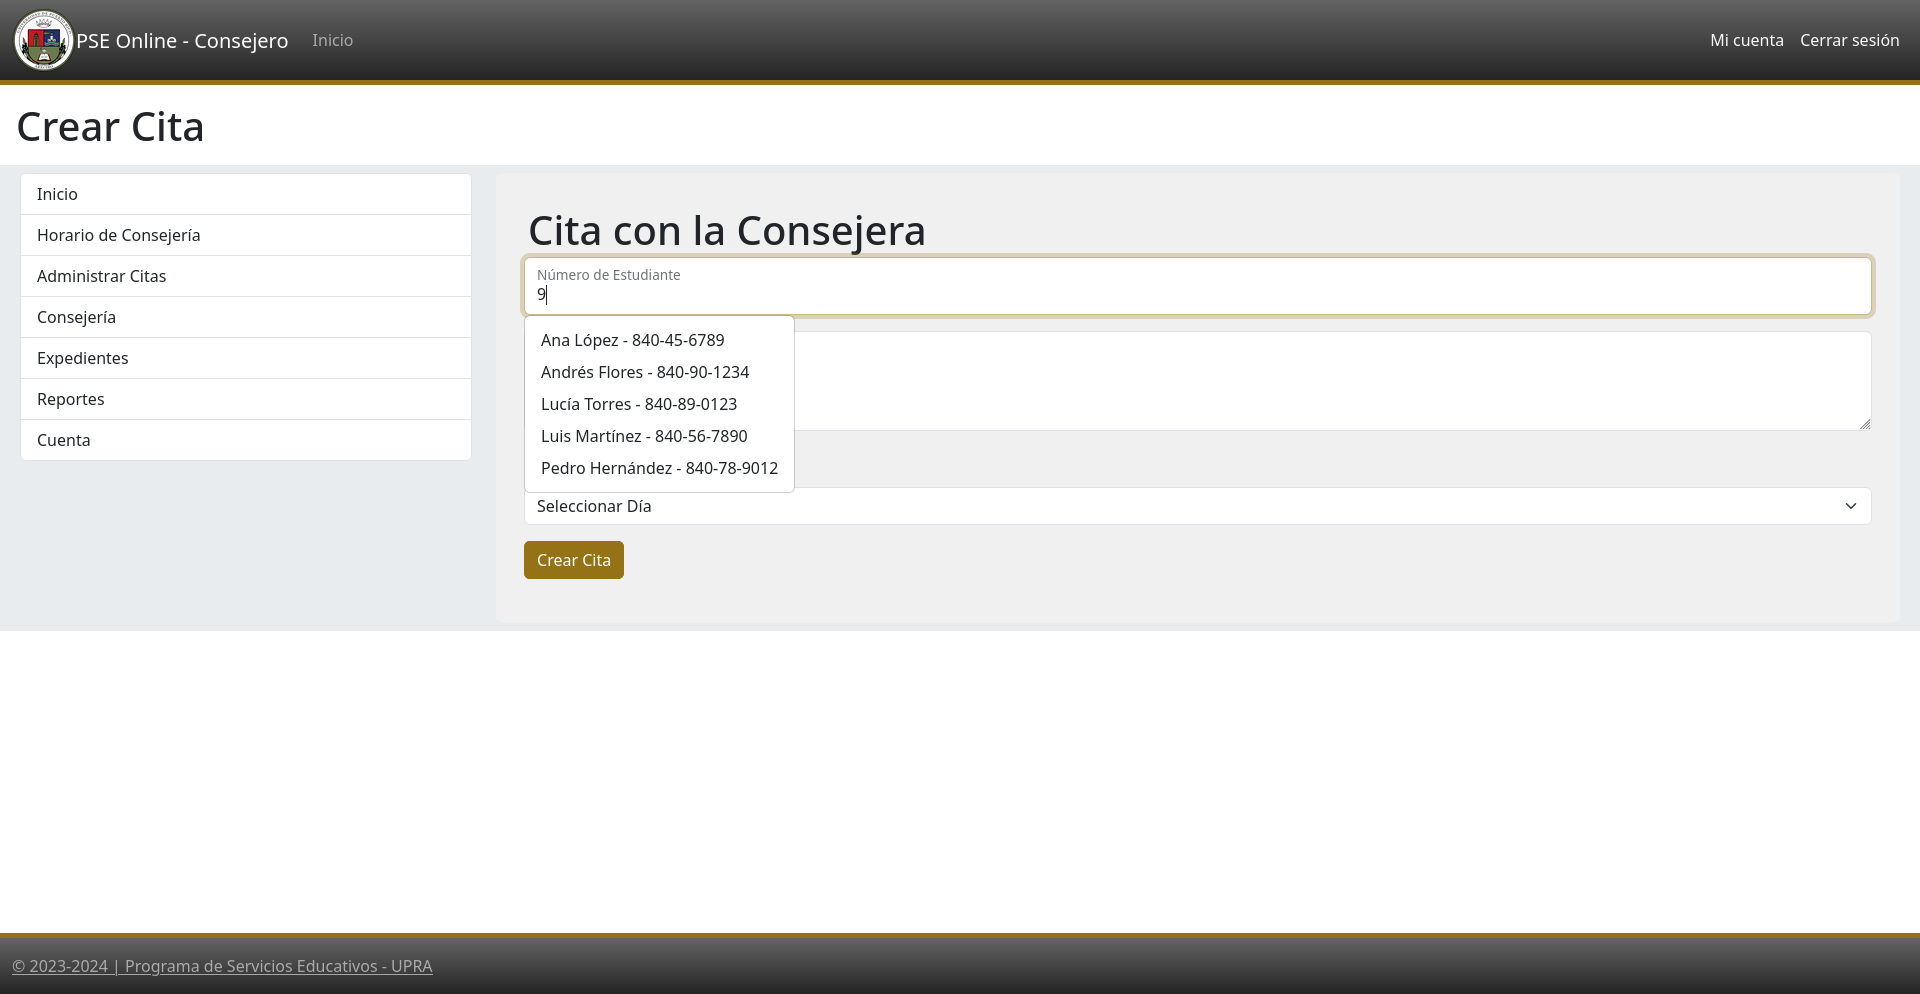 PSE Online - Consejero
Inicio
Mi cuenta
Cerrar sesión
Crear Cita
Inicio
Horario de Consejería
Administrar Citas
Consejería
Expedientes
Reportes
Cuenta
Cita con la Consejera
Número de Estudiante
9
Ana López - 840-45-6789
Andrés Flores - 840-90-1234
Lucía Torres - 840-89-0123
Luis Martínez - 840-56-7890
Pedro Hernández - 840-78-9012
Seleccionar Día
Crear Cita
© 2023-2024 | Programa de Servicios Educativos - UPRA